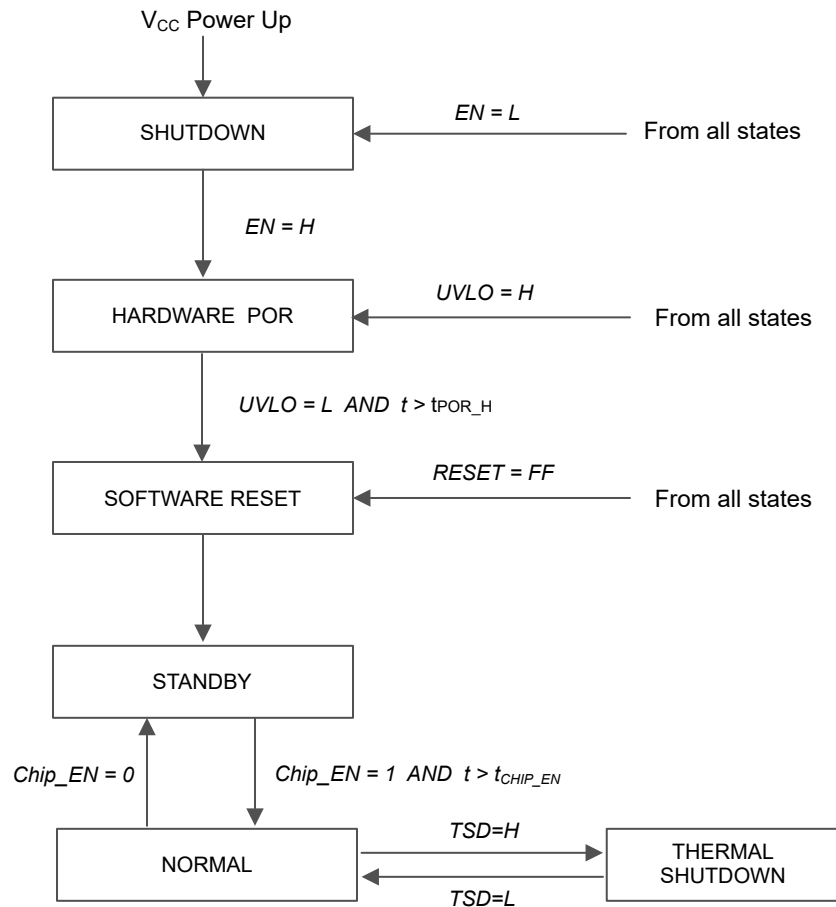 VCC Power Up
SHUTDOWN
EN = L
From all states
EN = H
HARDWARE POR
UVLO = H
From all states
UVLO = L AND t > tPOR_H
SOFTWARE RESET
RESET = FF
From all states
STANDBY
Chip_EN = 0
Chip_EN = 1 AND t > tCHIP_EN
NORMAL
TSD=H
TSD=L
THERMAL
SHUTDOWN